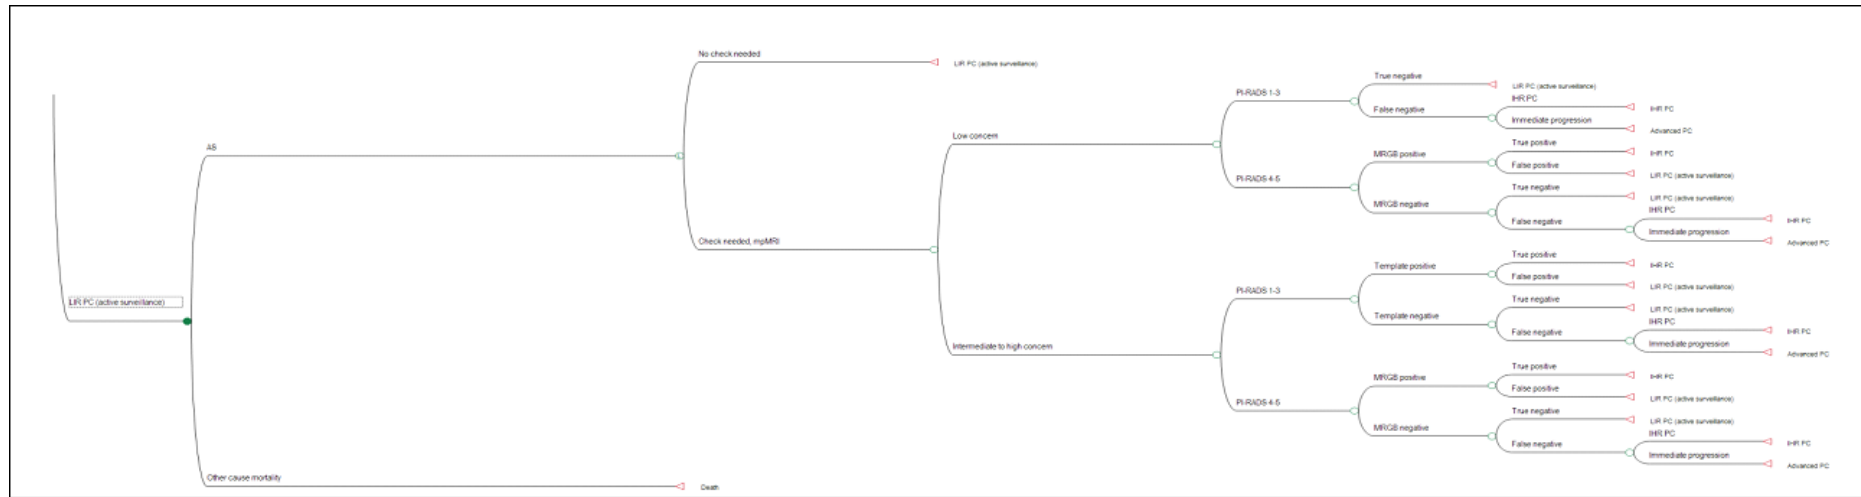 No check needed
LIR PC (active surveillance)
True negative
LIR PC (active surveillance)
PI-RADS 1-3
IHR PC
IHR PC
False negative
Immediate progression
Advanced PC
Low concern
True positive
IHR PC
MRGB positive
False positive
LIR PC (active surveillance)
PI-RADS 4-5
True negative
LIR PC (active surveillance)
MRGB negative
IHR PC
IHR PC
False negative
Immediate progression
Advanced PC
AS
Check needed, mpMRI
True positive
IHR PC
Template positive
False positive
LIR PC (active surveillance)
PI-RADS 1-3
True negative
LIR PC (active surveillance)
Template negative
IHR PC
IHR PC
False negative
Immediate progression
Advanced PC
Intermediate to high concern
True positive
IHR PC
MRGB positive
False positive
LIR PC (active surveillance)
PI-RADS 4-5
True negative
LIR PC (active surveillance)
MRGB negative
IHR PC
IHR PC
False negative
Immediate progression
Advanced PC
LIR PC (active surveillance)
Other cause mortality
Death